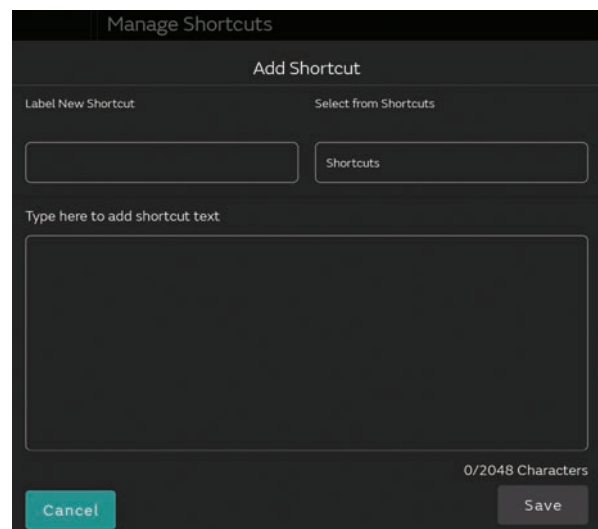 Manage Shortcuts
Add Shortcut
Label New Shortcut
Select from Shortcuts
Shortcuts
Type here to add shortcut text
0/2048 Characters
Cancel
Save